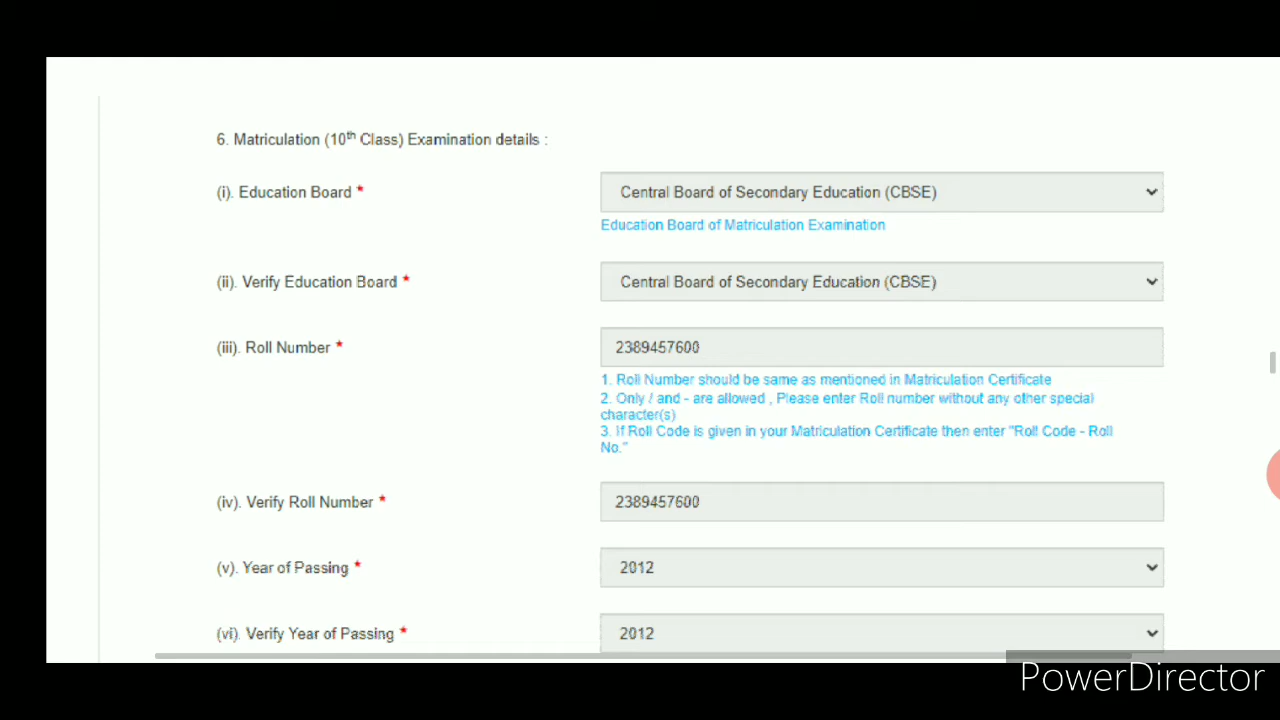 6. Matriculation (10th Class) Examination details :
(i). Education Board *
Central Board of Secondary Education (CBSE)
Education Board of Matriculation Examination
(ii). Verify Education Board *
Central Board of Secondary Education (CBSE)
(iii). Roll Number *
2389457600
1. Roll Number should be same as mentioned in Matriculation Certificate
2. Only / and - are allowed , Please enter Roll number without any other special
character(s)
3. If Roll Code is given in your Matriculation Certificate then enter "Roll Code - Roll
No."
(iv). Verify Roll Number *
2389457600
(v). Year of Passing *
2012
(vi). Verify Year of Passing *
2012
PowerDirector